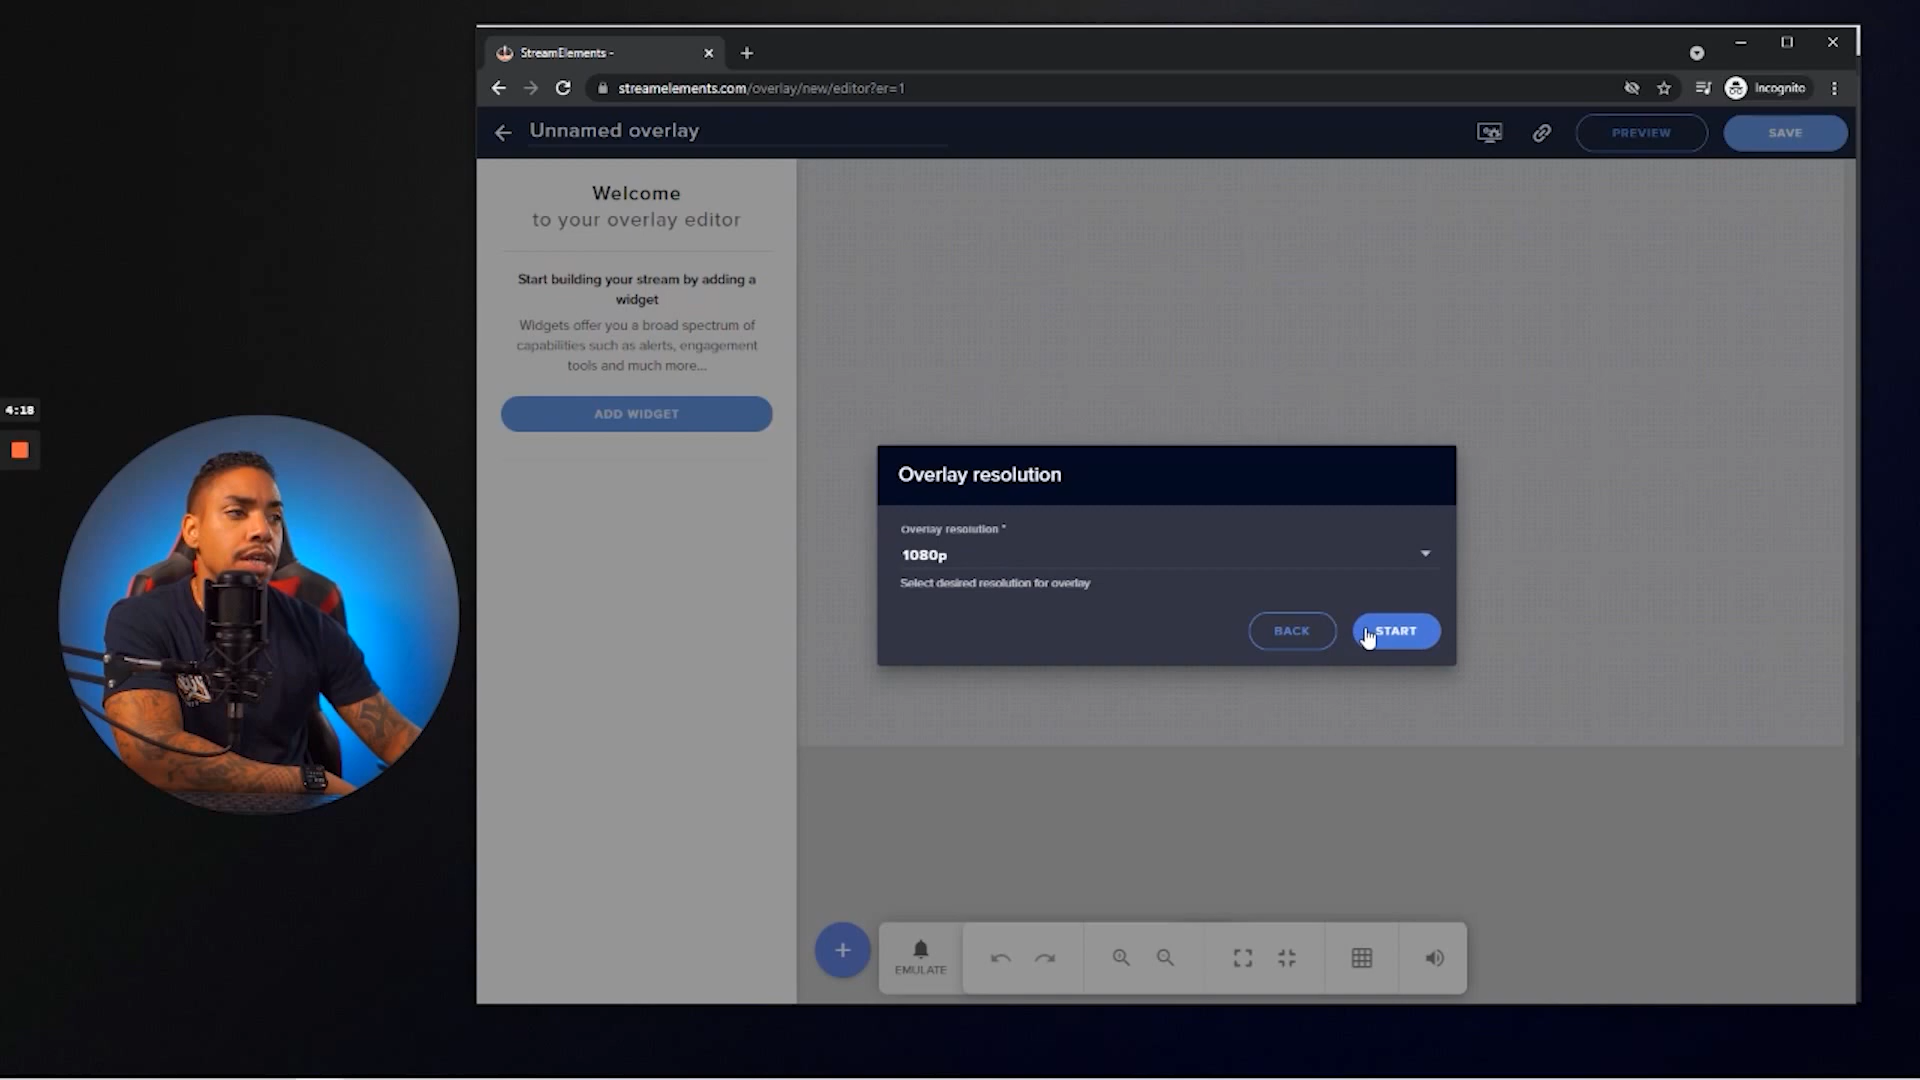 StreamElements -
streamelements.com/overlay/new/editor?er=1
Incognito
Unnamed overlay
PREVIEW
SAVE
Welcome
to your overlay editor
Start building your stream by adding a
widget
Widgets offer you a broad spectrum of
capabilities such as alerts, engagement
tools and much more...
ADD WIDGET
4:18
Overlay resolution
Overlay resolution *
1080p
Select desired resolution for overlay
BACK
START
EMULATE